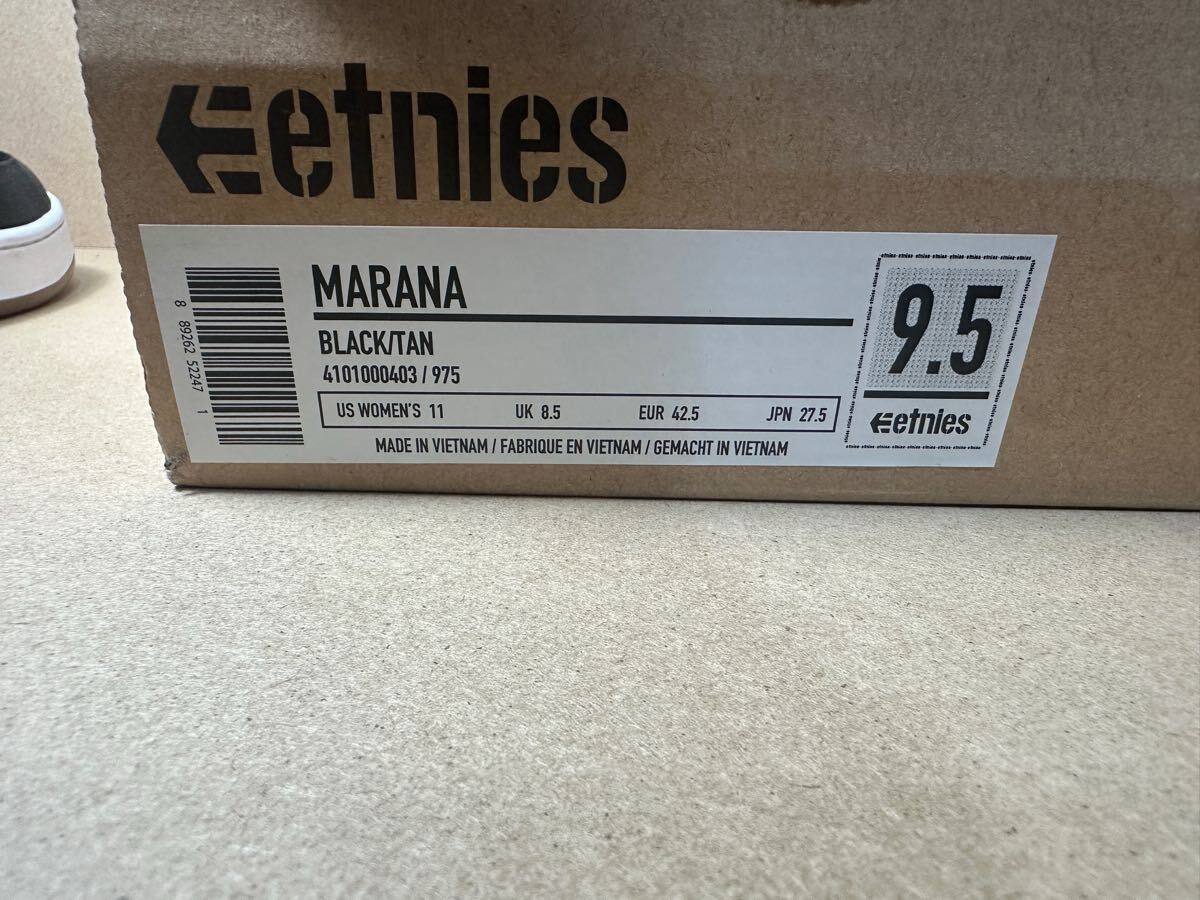 etnies
MARANA
BLACK/TAN
4101000403 / 975
US WOMEN'S 11 UK 8.5 EUR 42.5 JPN 27.5
MADE IN VIETNAM / FABRIQUE EN VIETNAM / GEMACHT IN VIETNAM
8 89262 52247 1
9.5
etnies